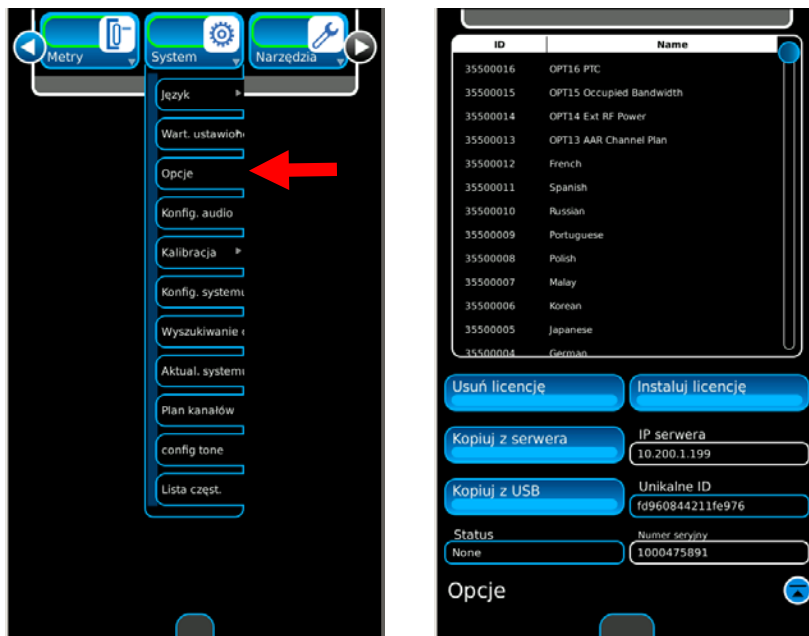 Metry
System
Narzędzia
Język
Wart. ustawione
Opcje
Konfig. audio
Kalibracja
Konfig. systemu
Wyszukiwanie
Aktual. systemu
Plan kanałów
config tone
Lista częst.
ID Name
35500016 OPT16 PTC
35500015 OPT15 Occupied Bandwidth
35500014 OPT14 Ext RF Power
35500013 OPT13 AAR Channel Plan
35500012 French
35500011 Spanish
35500010 Russian
35500009 Portuguese
35500008 Polish
35500007 Malay
35500006 Korean
35500005 Japanese
35500004 German
Usuń licencję
Instaluj licencję
Kopiuj z serwera
IP serwera
10.200.1.199
Kopiuj z USB
Unikalne ID
fd960844211fe976
Status
None
Numer seryjny
1000475891
Opcje